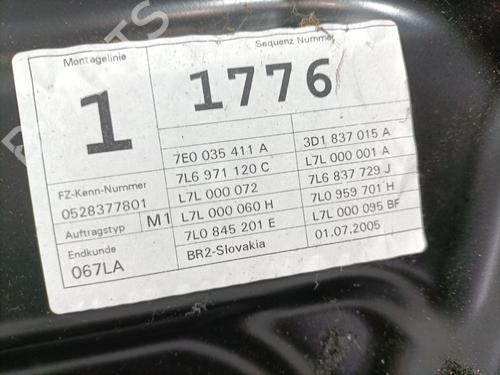 Montagelinie
1
Sequenz Nummer
1776
FZ-Kenn-Nummer
0528377801
Auftragstyp M1
Endkunde
067LA
7E0 035 411 A
7L6 971 120 C
L7L 000 072
L7L 000 060 H
7L0 845 201 E
BR2-Slovakia
3D1 837 015 A
L7L 000 001 A
7L6 837 729 J
7L0 959 701 H
L7L 000 095 BF
01.07.2005